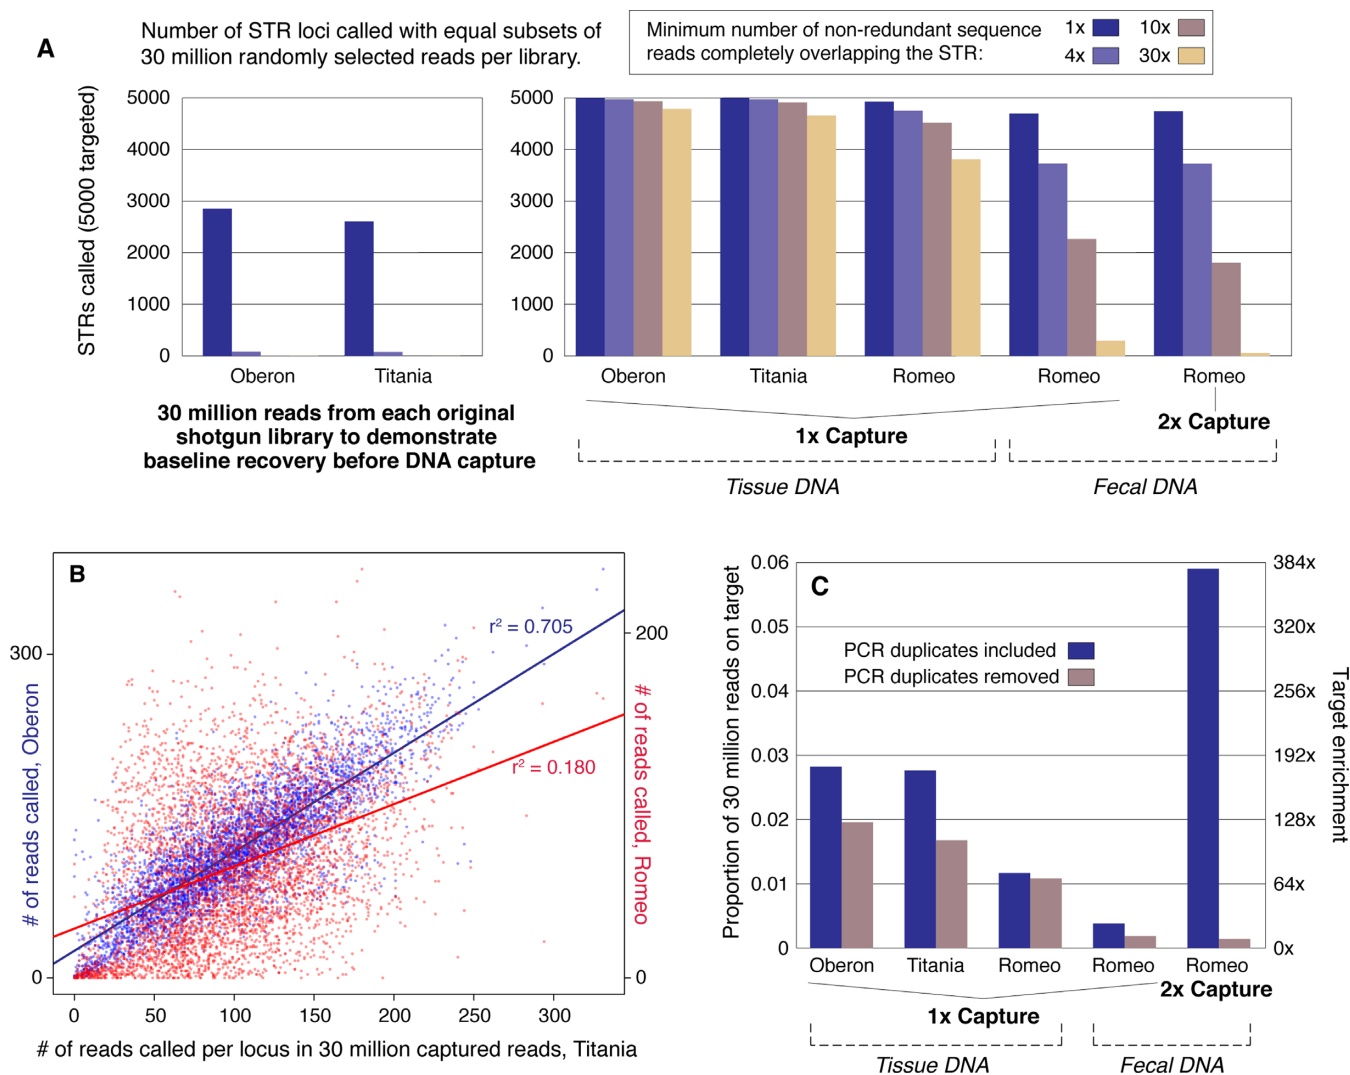 A
Number of STR loci called with equal subsets of
30 million randomly selected reads per library.
Minimum number of non-redundant sequence
reads completely overlapping the STR:
1x 10x
4x 30x
STRs called (5000 targeted)
5000
4000
3000
2000
1000
0
Oberon Titania
30 million reads from each original
shotgun library to demonstrate
baseline recovery before DNA capture
5000
4000
3000
2000
1000
0
Oberon Titania Romeo Romeo Romeo
1x Capture
2x Capture
Tissue DNA Fecal DNA
B
r² = 0.705
r² = 0.180
# of reads called, Oberon
300
0
# of reads called, Romeo
200
0
0 50 100 150 200 250 300
# of reads called per locus in 30 million captured reads, Titania
C
Proportion of 30 million reads on target
0.06
0.05
0.04
0.03
0.02
0.01
0
PCR duplicates included
PCR duplicates removed
384x
320x
256x
192x
128x
64x
0x
Target enrichment
Oberon Titania Romeo Romeo Romeo
2x Capture
1x Capture
Tissue DNA Fecal DNA